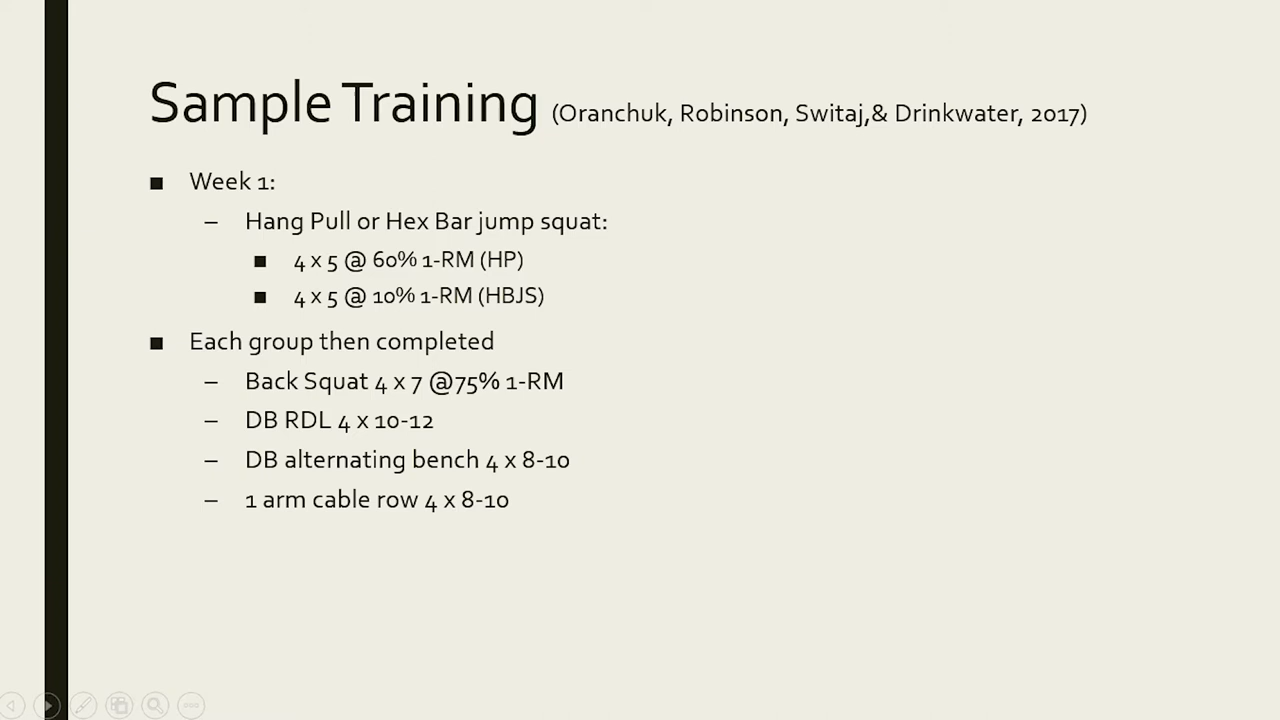 Sample Training (Oranchuk, Robinson, Switaj,& Drinkwater, 2017)
■ Week 1:
– Hang Pull or Hex Bar jump squat:
■ 4 x 5 @ 60% 1-RM (HP)
■ 4 x 5 @ 10% 1-RM (HBJS)
■ Each group then completed
– Back Squat 4 x 7 @75% 1-RM
– DB RDL 4 x 10-12
– DB alternating bench 4 x 8-10
– 1 arm cable row 4 x 8-10